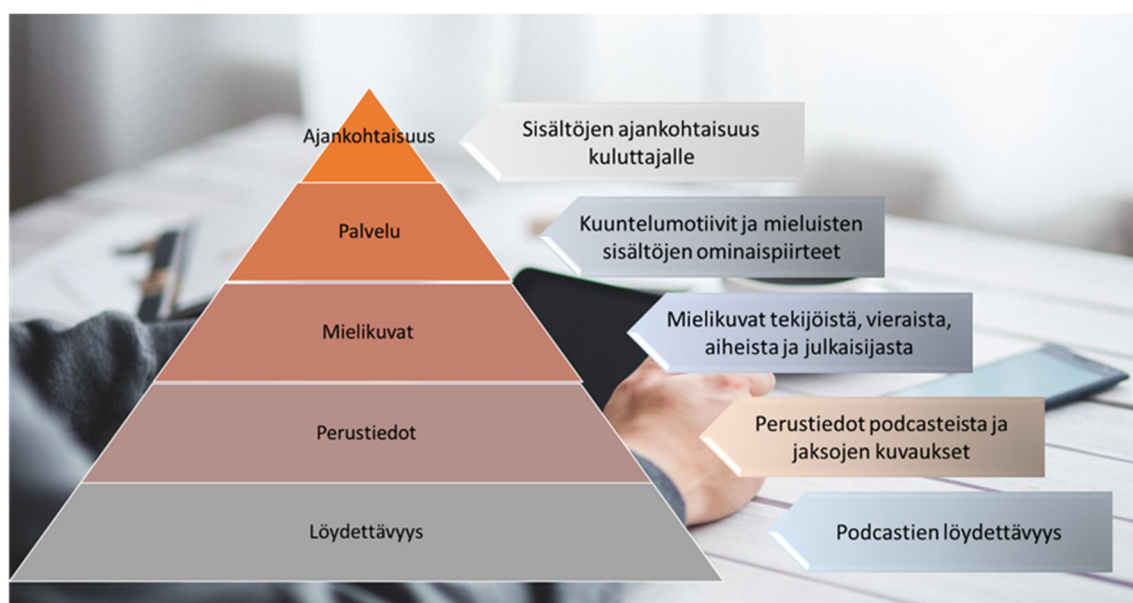 Ajankohtaisuus
Sisältöjen ajankohtaisuus
kuluttajalle
Palvelu
Kuuntelumotiivit ja mieluisten
sisältöjen ominaispiirteet
Mielikuvat
Mielikuvat tekijöistä, vieraista,
aiheista ja julkaisijasta
Perustiedot
Perustiedot podcasteista ja
jaksojen kuvaukset
Löydettävyys
Podcastien löydettävyys